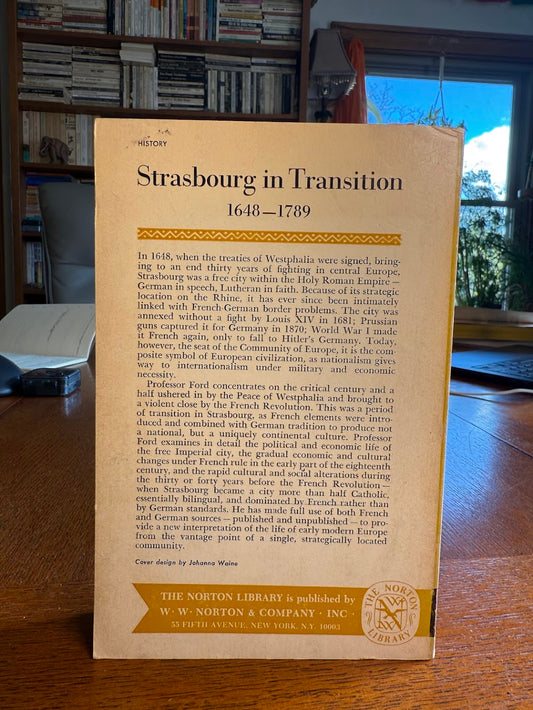 HISTORY
Strasbourg in Transition
1648—1789
In 1648, when the treaties of Westphalia were signed, bring-
ing to an end thirty years of fighting in central Europe,
Strasbourg was a free city within the Holy Roman Empire—
German in speech, Lutheran in faith. Because of its strategic
location on the Rhine, it has ever since been intimately
linked with French-German border problems. The city was
annexed without a fight by Louis XIV in 1681; Prussian
guns captured it for Germany in 1870; World War I made
it French again, only to fall to Hitler's Germany. Today,
however, the seat of the Community of Europe, it is the com-
posite symbol of European civilization, as nationalism gives
way to internationalism under military and economic
necessity.
Professor Ford concentrates on the critical century and a
half ushered in by the Peace of Westphalia and brought to
a violent close by the French Revolution. This was a period
of transition in Strasbourg, as French elements were intro-
duced and combined with German tradition to produce not
a national, but a uniquely continental culture. Professor
Ford examines in detail the political and economic life of
the free Imperial city, the gradual economic and cultural
changes under French rule in the early part of the eighteenth
century, and the rapid cultural and social alterations during
the thirty or forty years before the French Revolution—
when Strasbourg became a city more than half Catholic,
essentially bilingual, and dominated by French rather than
by German standards. He has made full use of both French
and German sources—published and unpublished—to pro-
vide a new interpretation of the life of early modern Europe
from the vantage point of a single, strategically located
community.
Cover design by Johanna Waine
THE NORTON LIBRARY is published by
W · W · NORTON & COMPANY · INC ·
55 FIFTH AVENUE, NEW YORK, N.Y. 10003
THE NORTON
LIBRARY